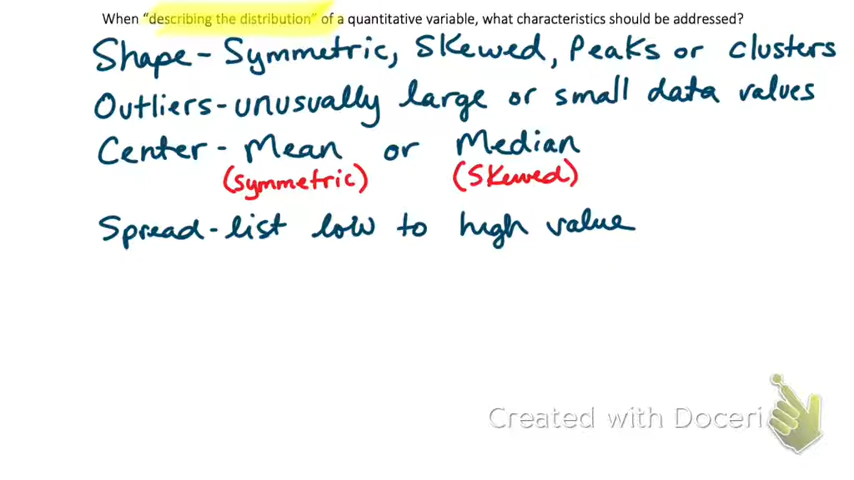 When “describing the distribution” of a quantitative variable, what characteristics should be addressed?
Shape - Symmetric, Skewed, Peaks or clusters
Outliers - unusually large or small data values
Center - Mean or Median
(symmetric) (Skewed)
Spread - list low to high value
Created with Doceri